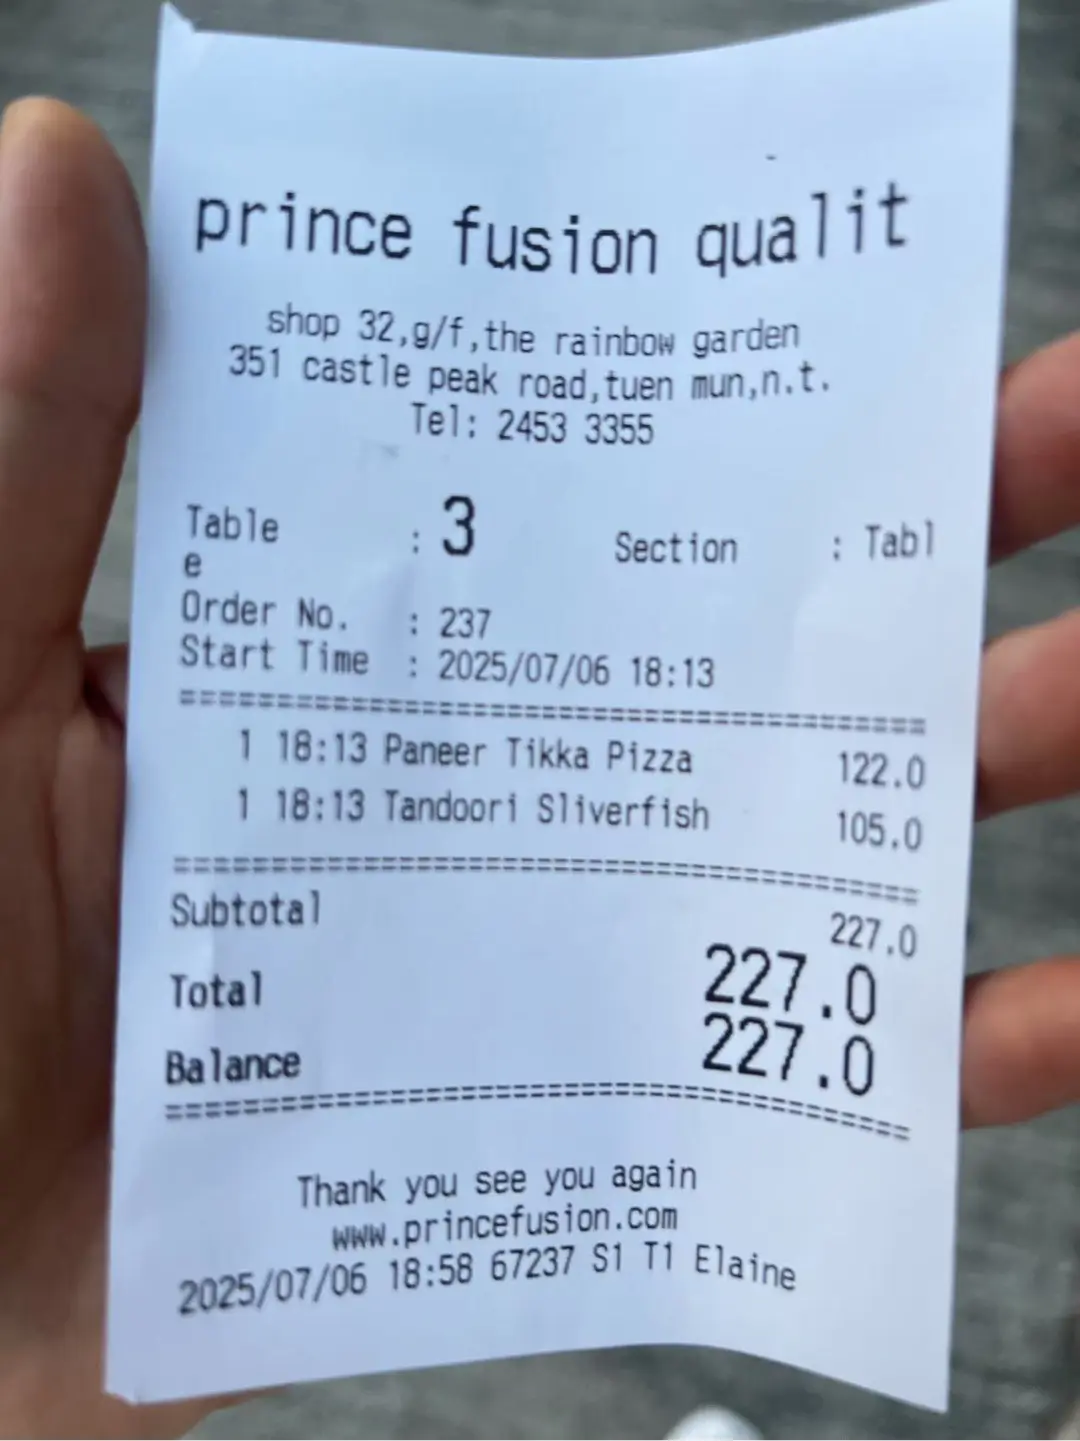 prince fusion qualit
shop 32,g/f,the rainbow garden
351 castle peak road,tuen mun,n.t.
Tel: 2453 3355
Table : 3 Section : Tabl
e
Order No. : 237
Start Time : 2025/07/06 18:13
======================================
1 18:13 Paneer Tikka Pizza 122.0
1 18:13 Tandoori Sliverfish 105.0
======================================
Subtotal 227.0
Total 227.0
Balance 227.0
======================================
Thank you see you again
www.princefusion.com
2025/07/06 18:58 67237 S1 T1 Elaine